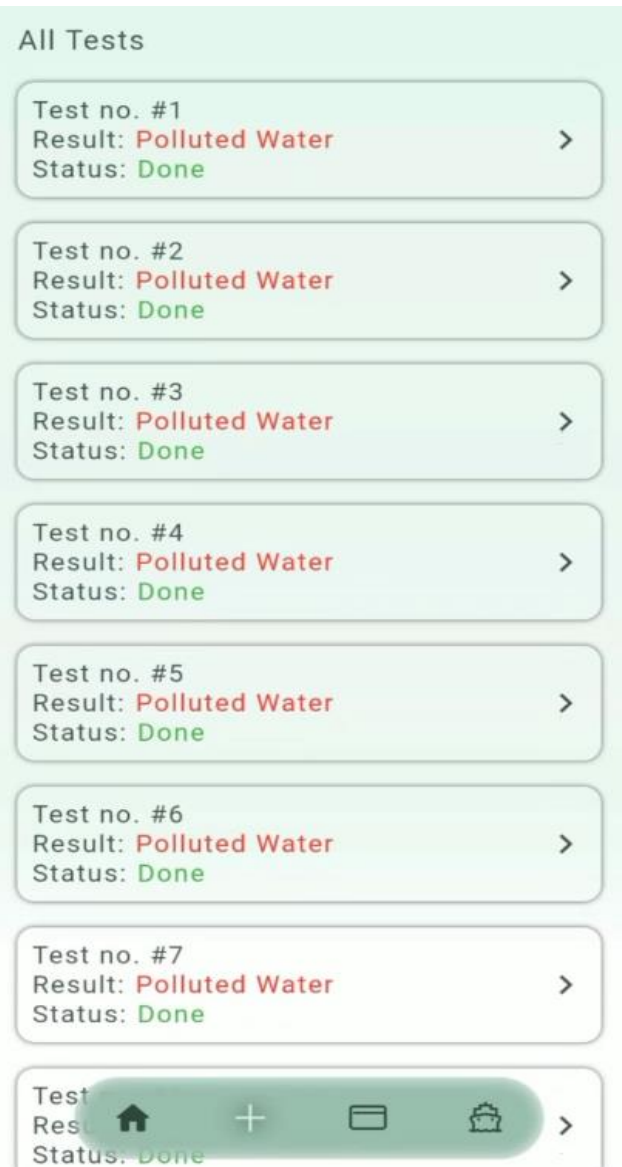 All Tests
Test no. #1
Result: Polluted Water
Status: Done
Test no. #2
Result: Polluted Water
Status: Done
Test no. #3
Result: Polluted Water
Status: Done
Test no. #4
Result: Polluted Water
Status: Done
Test no. #5
Result: Polluted Water
Status: Done
Test no. #6
Result: Polluted Water
Status: Done
Test no. #7
Result: Polluted Water
Status: Done
Test
Status: Done